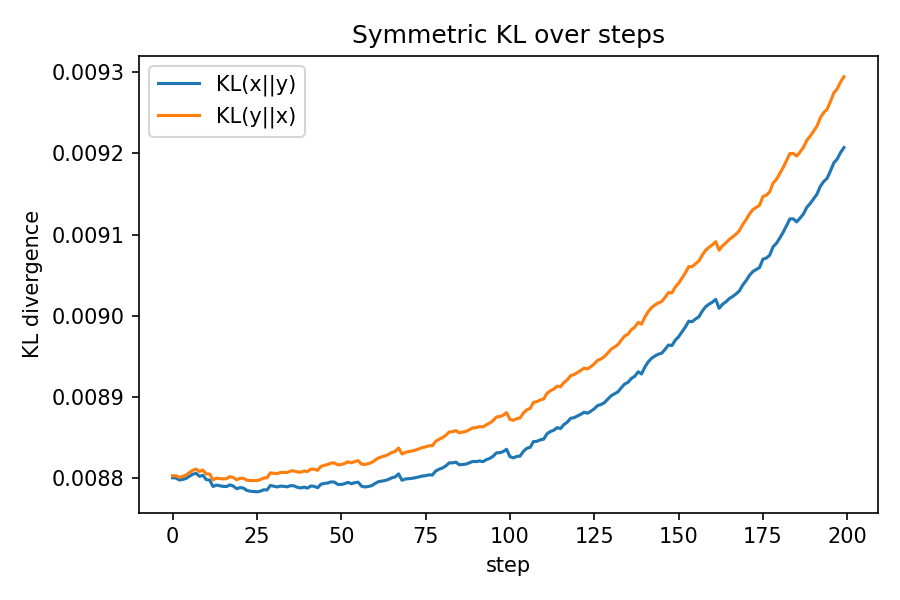 Symmetric KL over steps
KL(x||y)
KL(y||x)
KL divergence
0.0093
0.0092
0.0091
0.0090
0.0089
0.0088
0 25 50 75 100 125 150 175 200
step